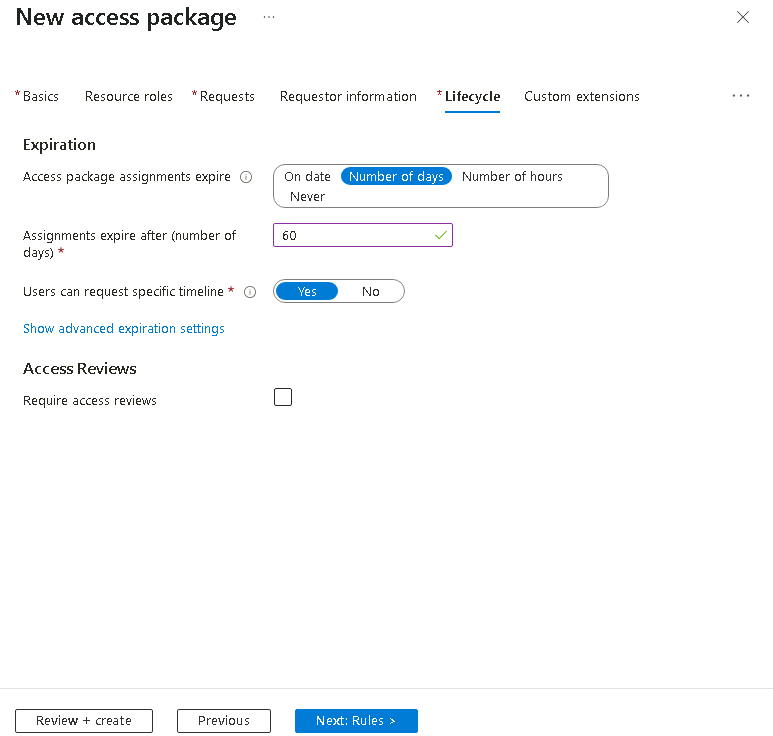 New access package ...
* Basics Resource roles * Requests Requestor information * Lifecycle Custom extensions ...
Expiration
Access package assignments expire On date Number of days Number of hours
Never
Assignments expire after (number of 60
days) *
Users can request specific timeline * Yes No
Show advanced expiration settings
Access Reviews
Require access reviews
Review + create Previous Next: Rules >